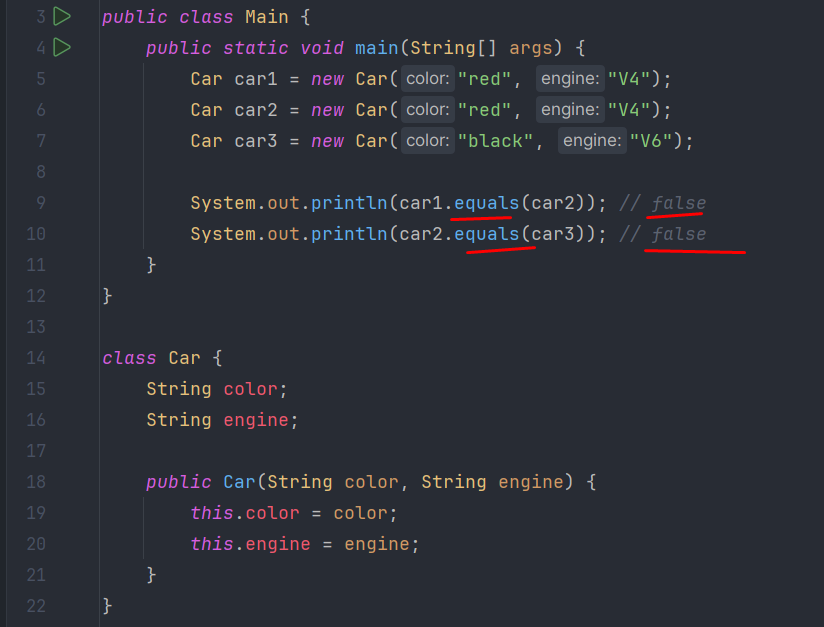 3 public class Main {
4 public static void main(String[] args) {
5 Car car1 = new Car( color: "red", engine: "V4");
6 Car car2 = new Car( color: "red", engine: "V4");
7 Car car3 = new Car( color: "black", engine: "V6");
8
9 System.out.println(car1.equals(car2)); // false
10 System.out.println(car2.equals(car3)); // false
11 }
12 }
13
14 class Car {
15 String color;
16 String engine;
17
18 public Car(String color, String engine) {
19 this.color = color;
20 this.engine = engine;
21 }
22 }